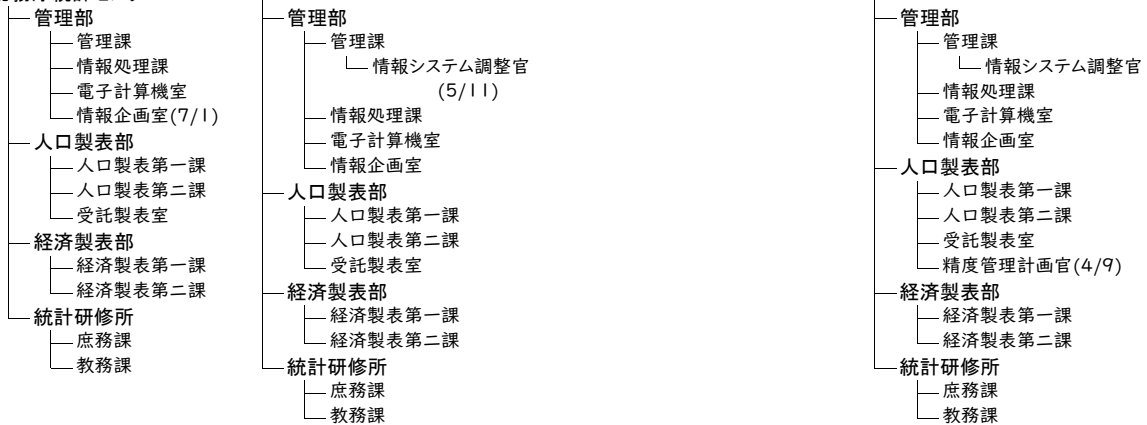 管理部
管理課
情報処理課
電子計算機室
情報企画室(7/1)
人口製表部
人口製表第一課
人口製表第二課
受託製表室
経済製表部
経済製表第一課
経済製表第二課
統計研修所
庶務課
教務課
管理部
管理課
情報システム調整官
(5/11)
情報処理課
電子計算機室
情報企画室
人口製表部
人口製表第一課
人口製表第二課
受託製表室
経済製表部
経済製表第一課
経済製表第二課
統計研修所
庶務課
教務課
管理部
管理課
情報システム調整官
情報処理課
電子計算機室
情報企画室
人口製表部
人口製表第一課
人口製表第二課
受託製表室
精度管理計画官(4/9)
経済製表部
経済製表第一課
経済製表第二課
統計研修所
庶務課
教務課